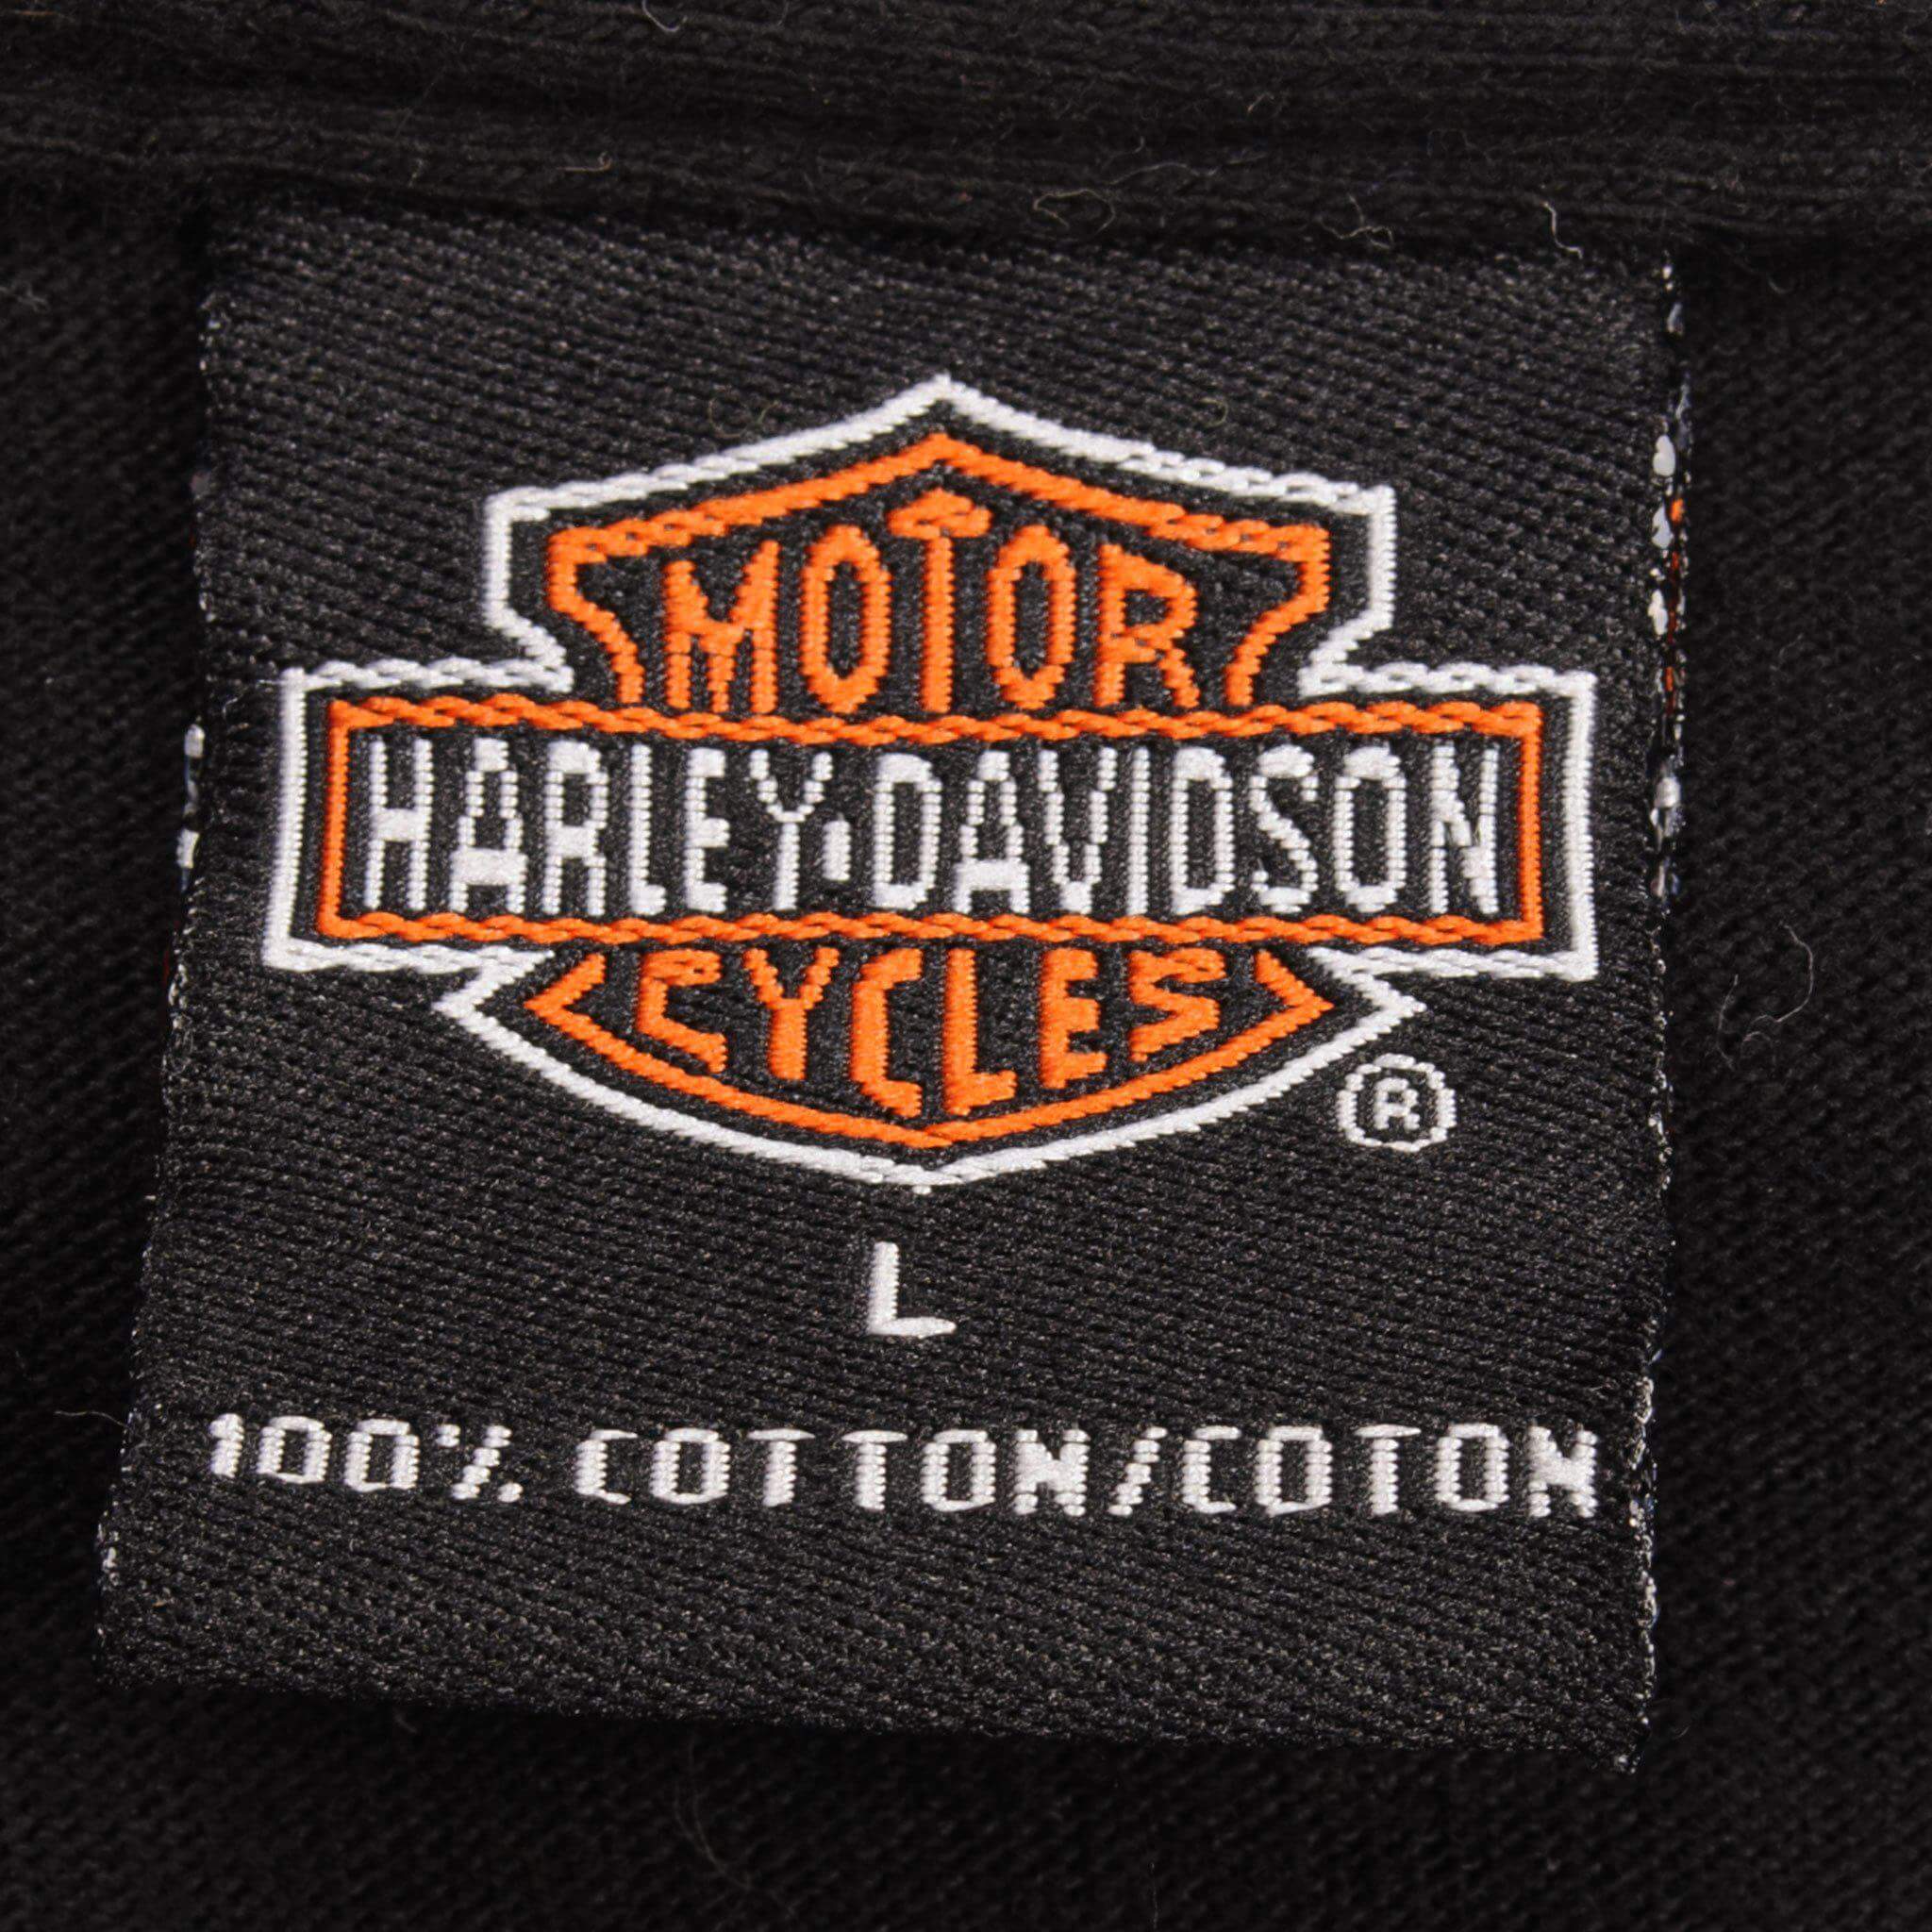 MOTOR
HARLEY-DAVIDSON
CYCLES
®
L
100% COTTON/COTON